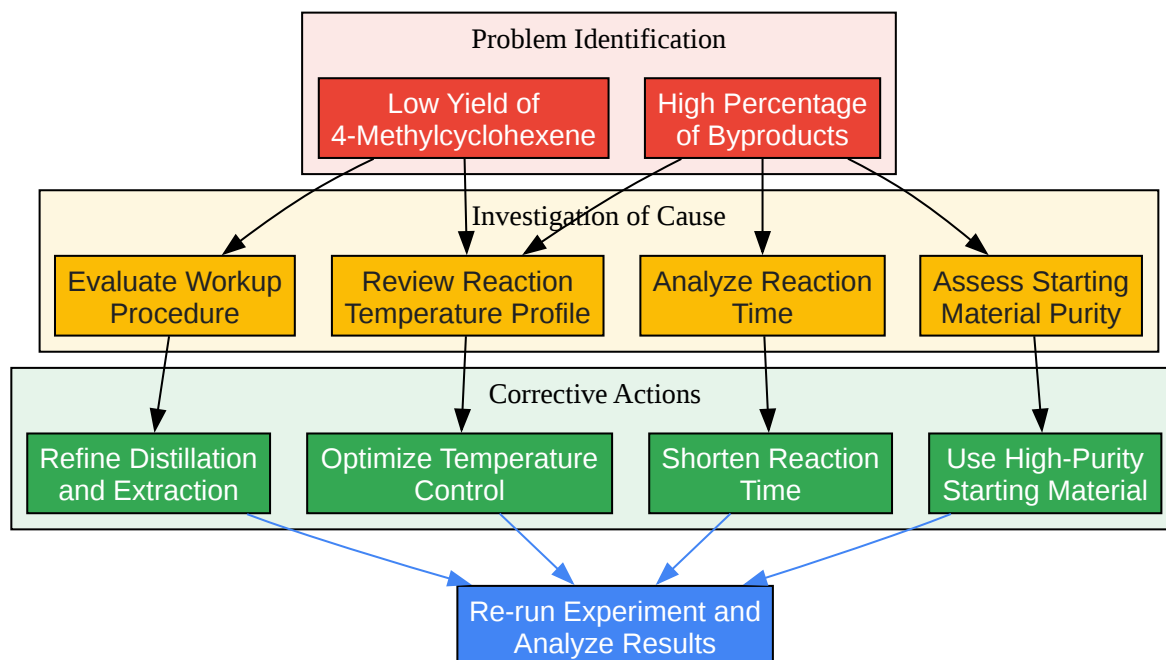 Problem Identification
Low Yield of
4-Methylcyclohexene
High Percentage
of Byproducts
Investigation of Cause
Evaluate Workup
Procedure
Review Reaction
Temperature Profile
Analyze Reaction
Time
Assess Starting
Material Purity
Corrective Actions
Refine Distillation
and Extraction
Optimize Temperature
Control
Shorten Reaction
Time
Use High-Purity
Starting Material
Re-run Experiment and
Analyze Results